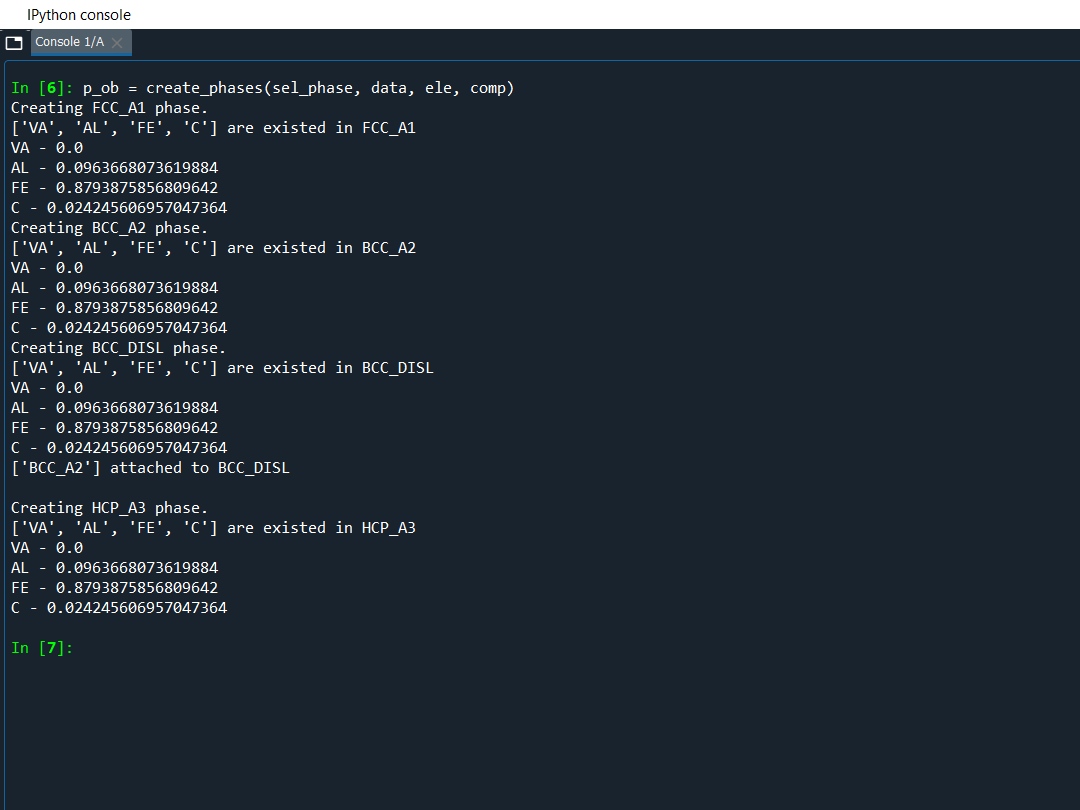 IPython console
Console 1/A
In [6]: p_ob = create_phases(sel_phase, data, ele, comp)
Creating FCC_A1 phase.
['VA', 'AL', 'FE', 'C'] are existed in FCC_A1
VA - 0.0
AL - 0.0963668073619884
FE - 0.8793875856809642
C - 0.024245606957047364
Creating BCC_A2 phase.
['VA', 'AL', 'FE', 'C'] are existed in BCC_A2
VA - 0.0
AL - 0.0963668073619884
FE - 0.8793875856809642
C - 0.024245606957047364
Creating BCC_DISL phase.
['VA', 'AL', 'FE', 'C'] are existed in BCC_DISL
VA - 0.0
AL - 0.0963668073619884
FE - 0.8793875856809642
C - 0.024245606957047364
['BCC_A2'] attached to BCC_DISL
Creating HCP_A3 phase.
['VA', 'AL', 'FE', 'C'] are existed in HCP_A3
VA - 0.0
AL - 0.0963668073619884
FE - 0.8793875856809642
C - 0.024245606957047364
In [7]: